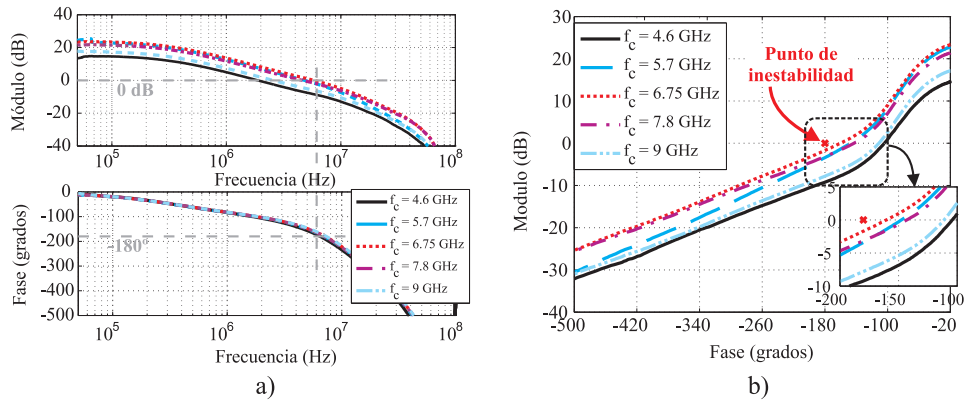 40
20
0
-20
40
Modulo (dB)
0 dB
10^5
10^6
10^7
10^8
Frecuencia (Hz)
0
-100
-200
-300
-400
-500
Fase (grados)
-180º
f_c = 4.6 GHz
f_c = 5.7 GHz
f_c = 6.75 GHz
f_c = 7.8 GHz
f_c = 9 GHz
10^5
10^6
10^7
10^8
Frecuencia (Hz)
a)
30
20
10
0
-10
-20
-30
40
Modulo (dB)
f_c = 4.6 GHz
f_c = 5.7 GHz
f_c = 6.75 GHz
f_c = 7.8 GHz
f_c = 9 GHz
Punto de
inestabilidad
5
0
-5
-10
-200
-150
-100
-500
-420
-340
-260
-180
-100
-20
Fase (grados)
b)